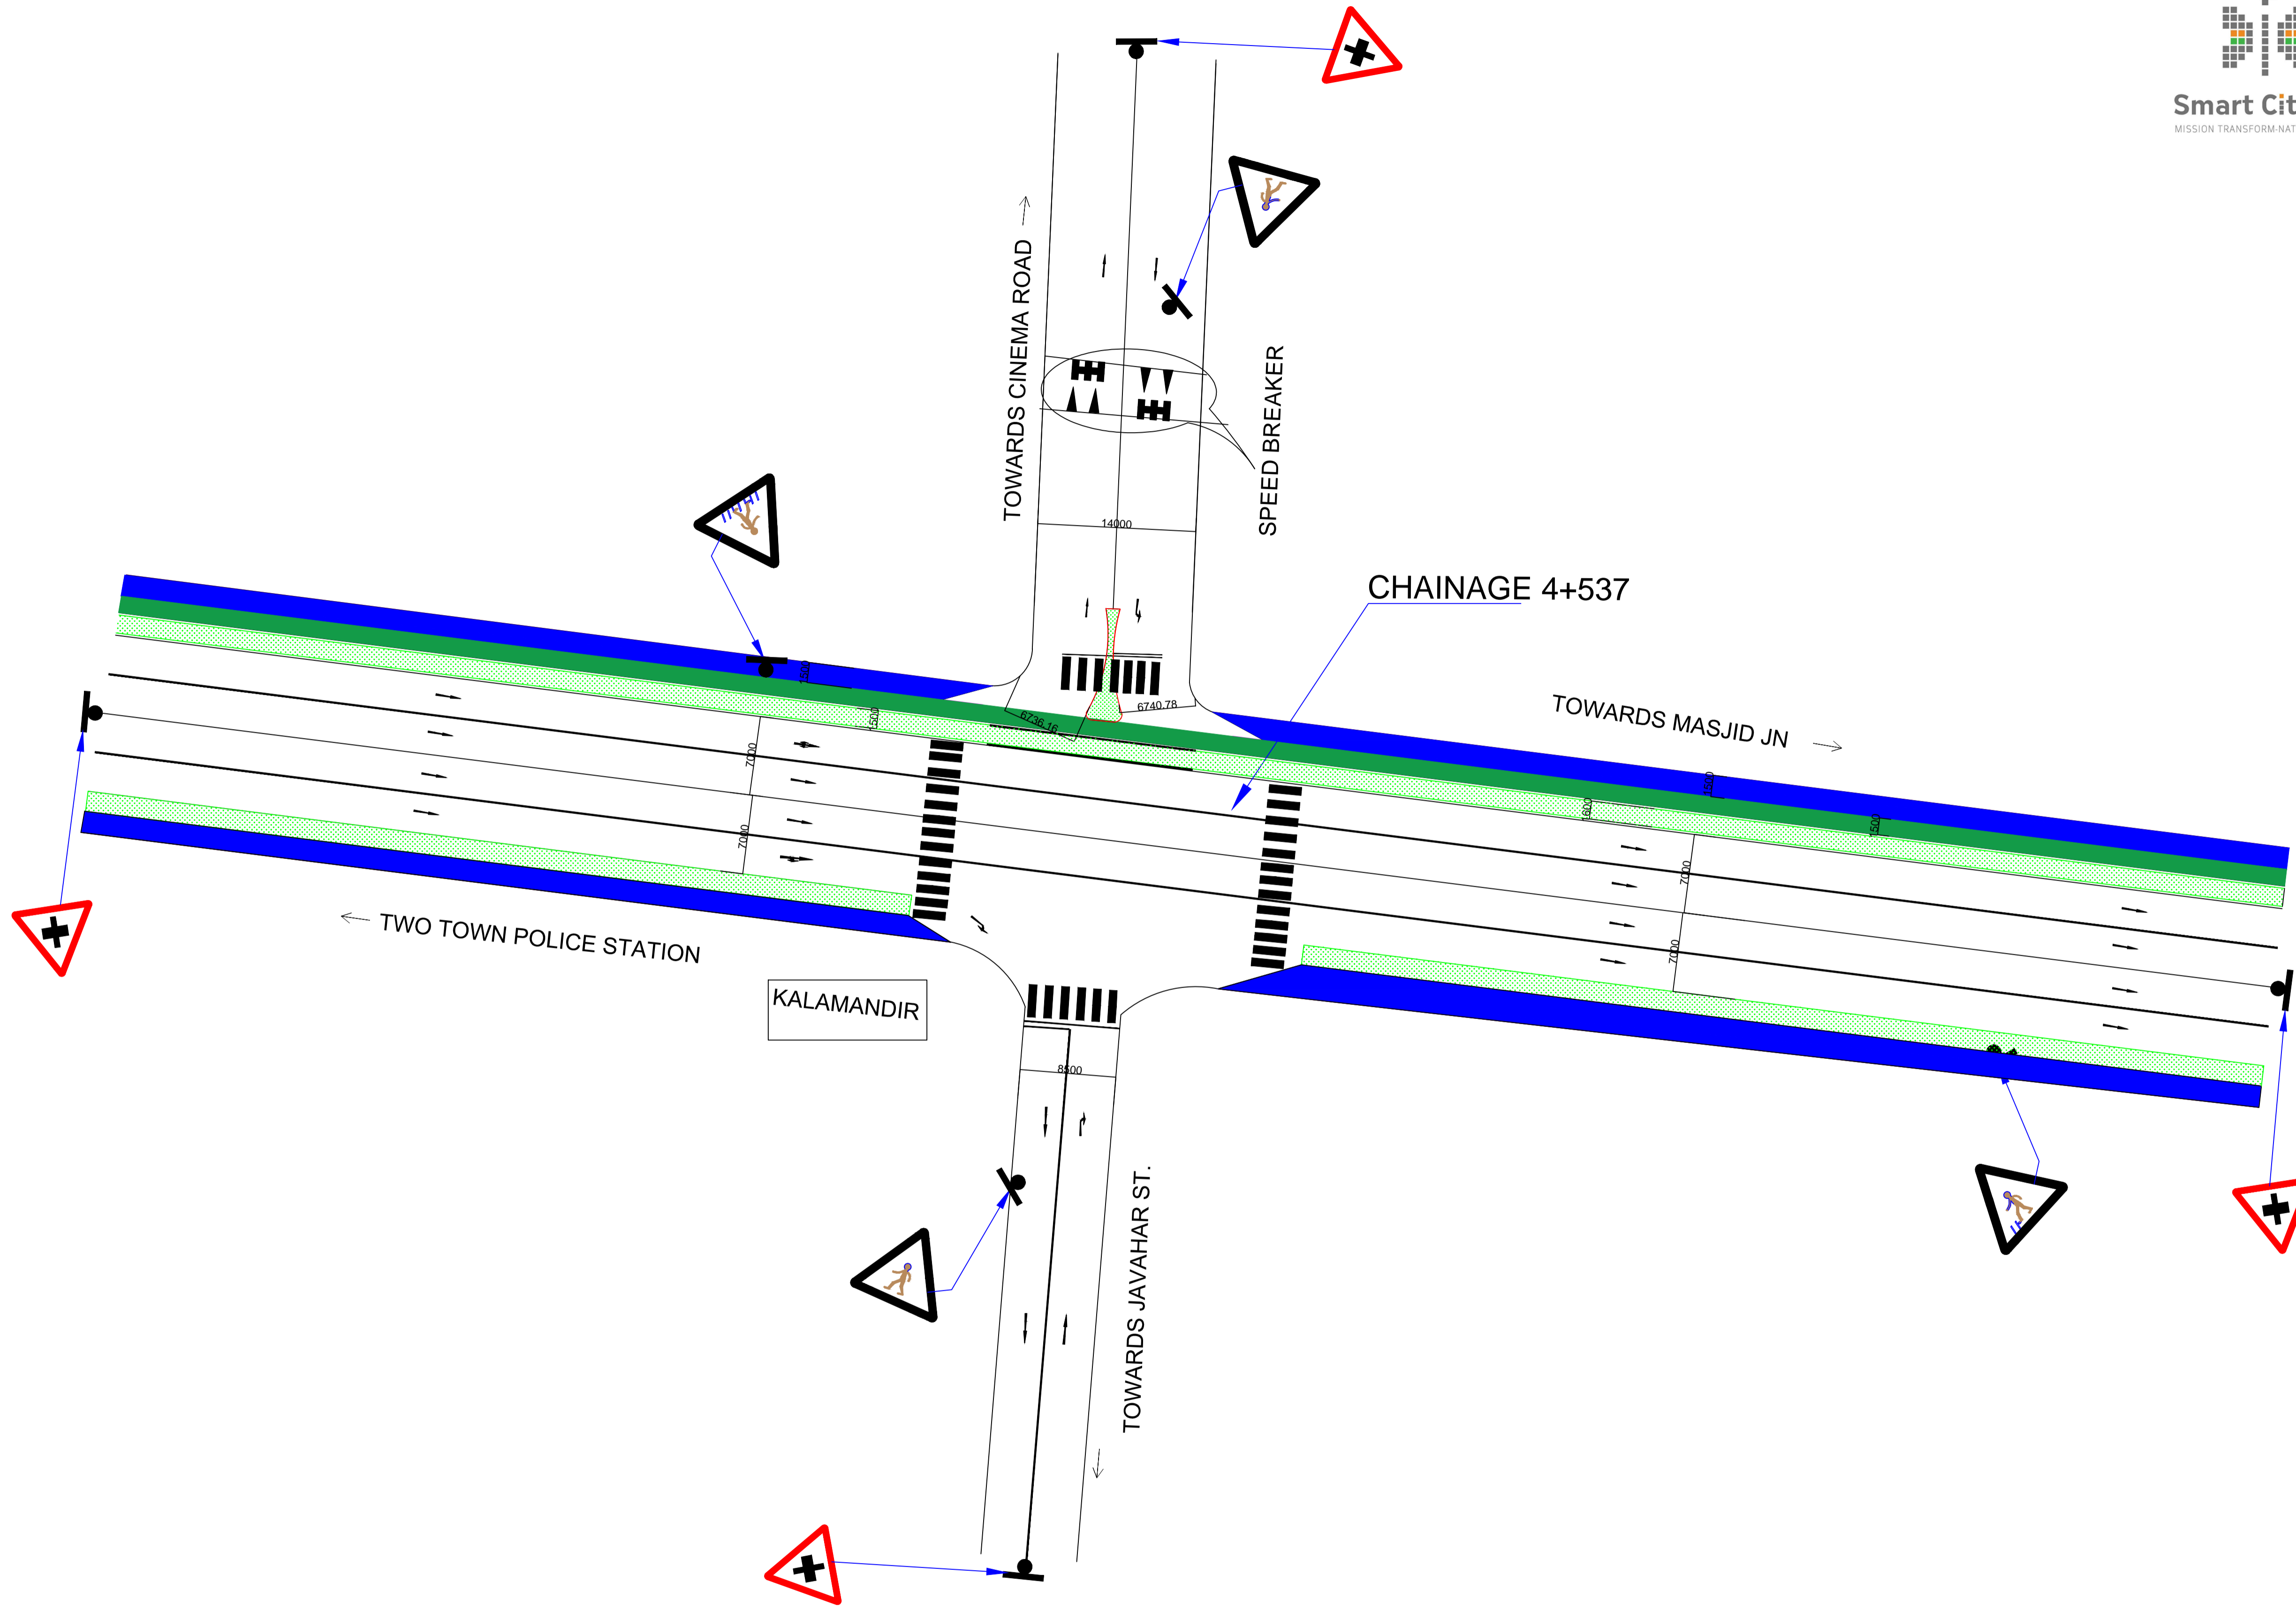 Smart Cit
MISSION TRANSFORM-NAT
TOWARDS CINEMA ROAD
SPEED BREAKER
14000
CHAINAGE 4+537
1500
1500
6736.16
6740.78
TOWARDS MASJID JN
7000
7000
1600
1500
1500
7000
7000
TWO TOWN POLICE STATION
KALAMANDIR
8500
TOWARDS JAVAHAR ST.